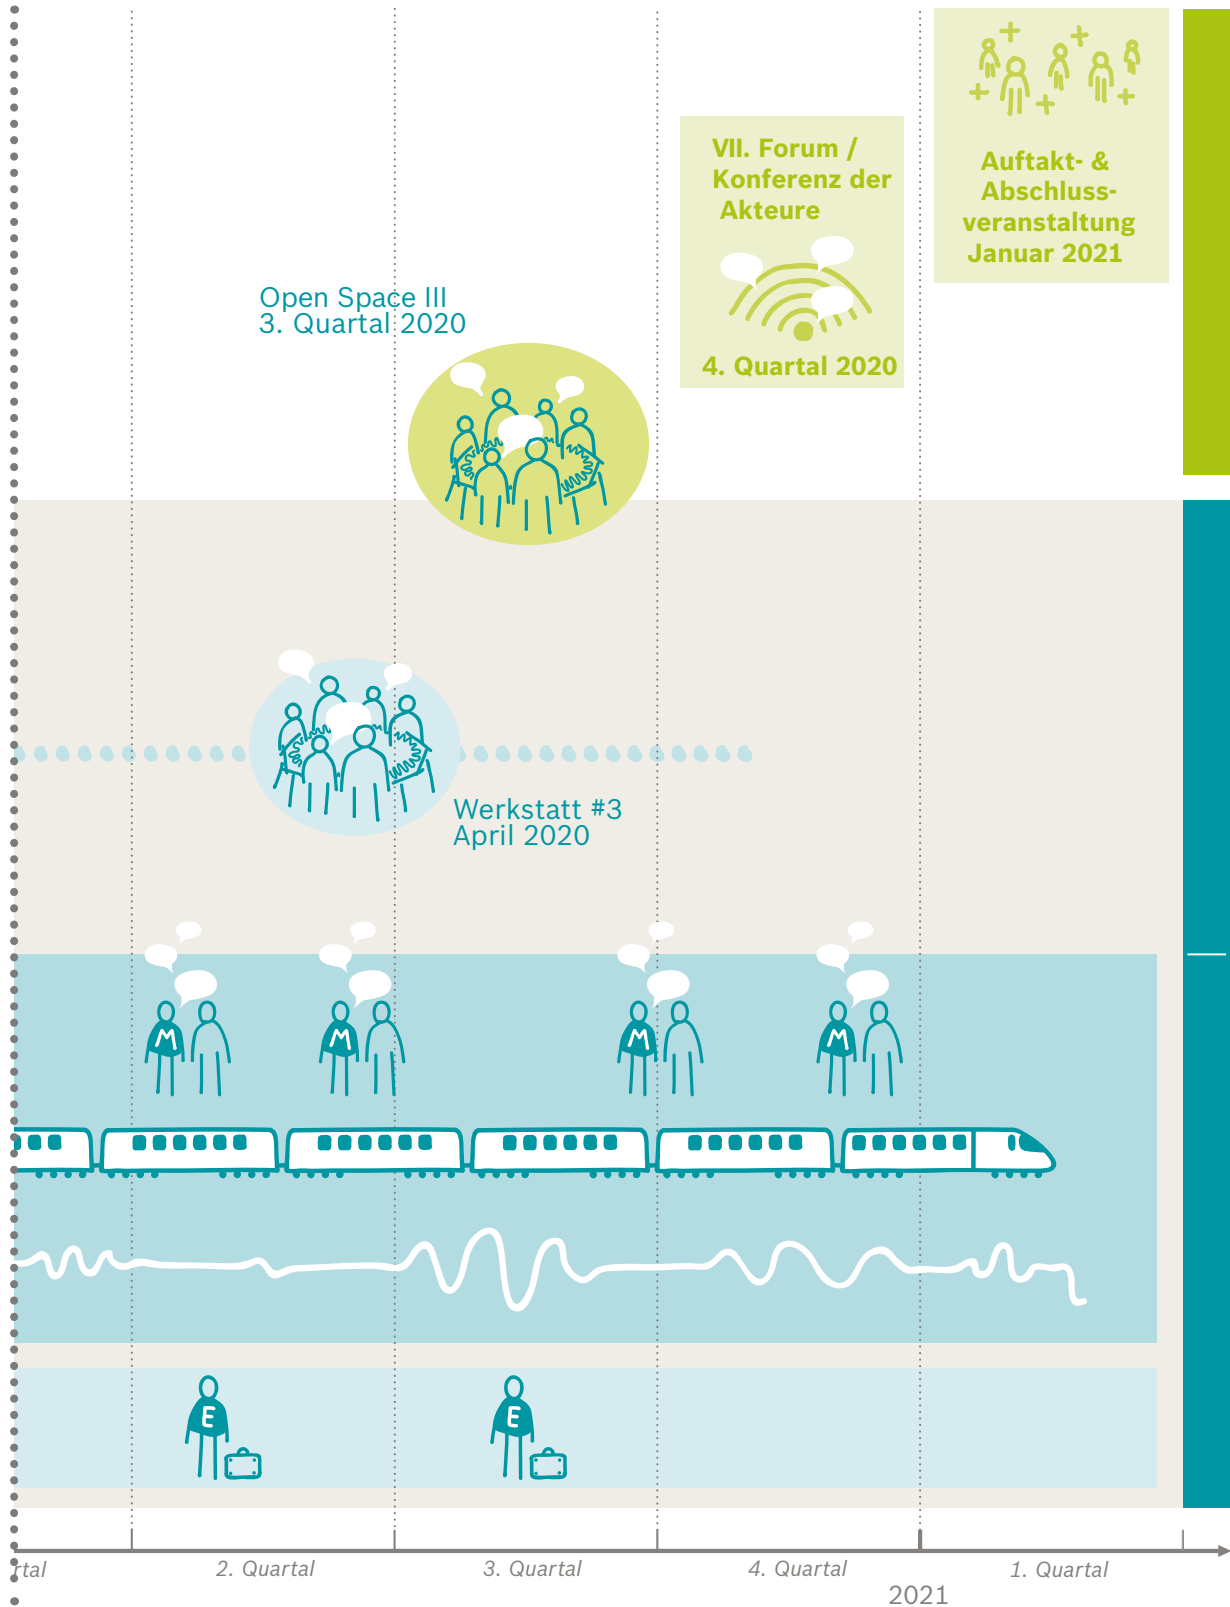 VII. Forum /
Konferenz der
Akteure
4. Quartal 2020
Auftakt- &
Abschluss-
veranstaltung
Januar 2021
Open Space III
3. Quartal 2020
Werkstatt #3
April 2020
M
M
M
M
E
E
rtal
2. Quartal
3. Quartal
4. Quartal
1. Quartal
2021